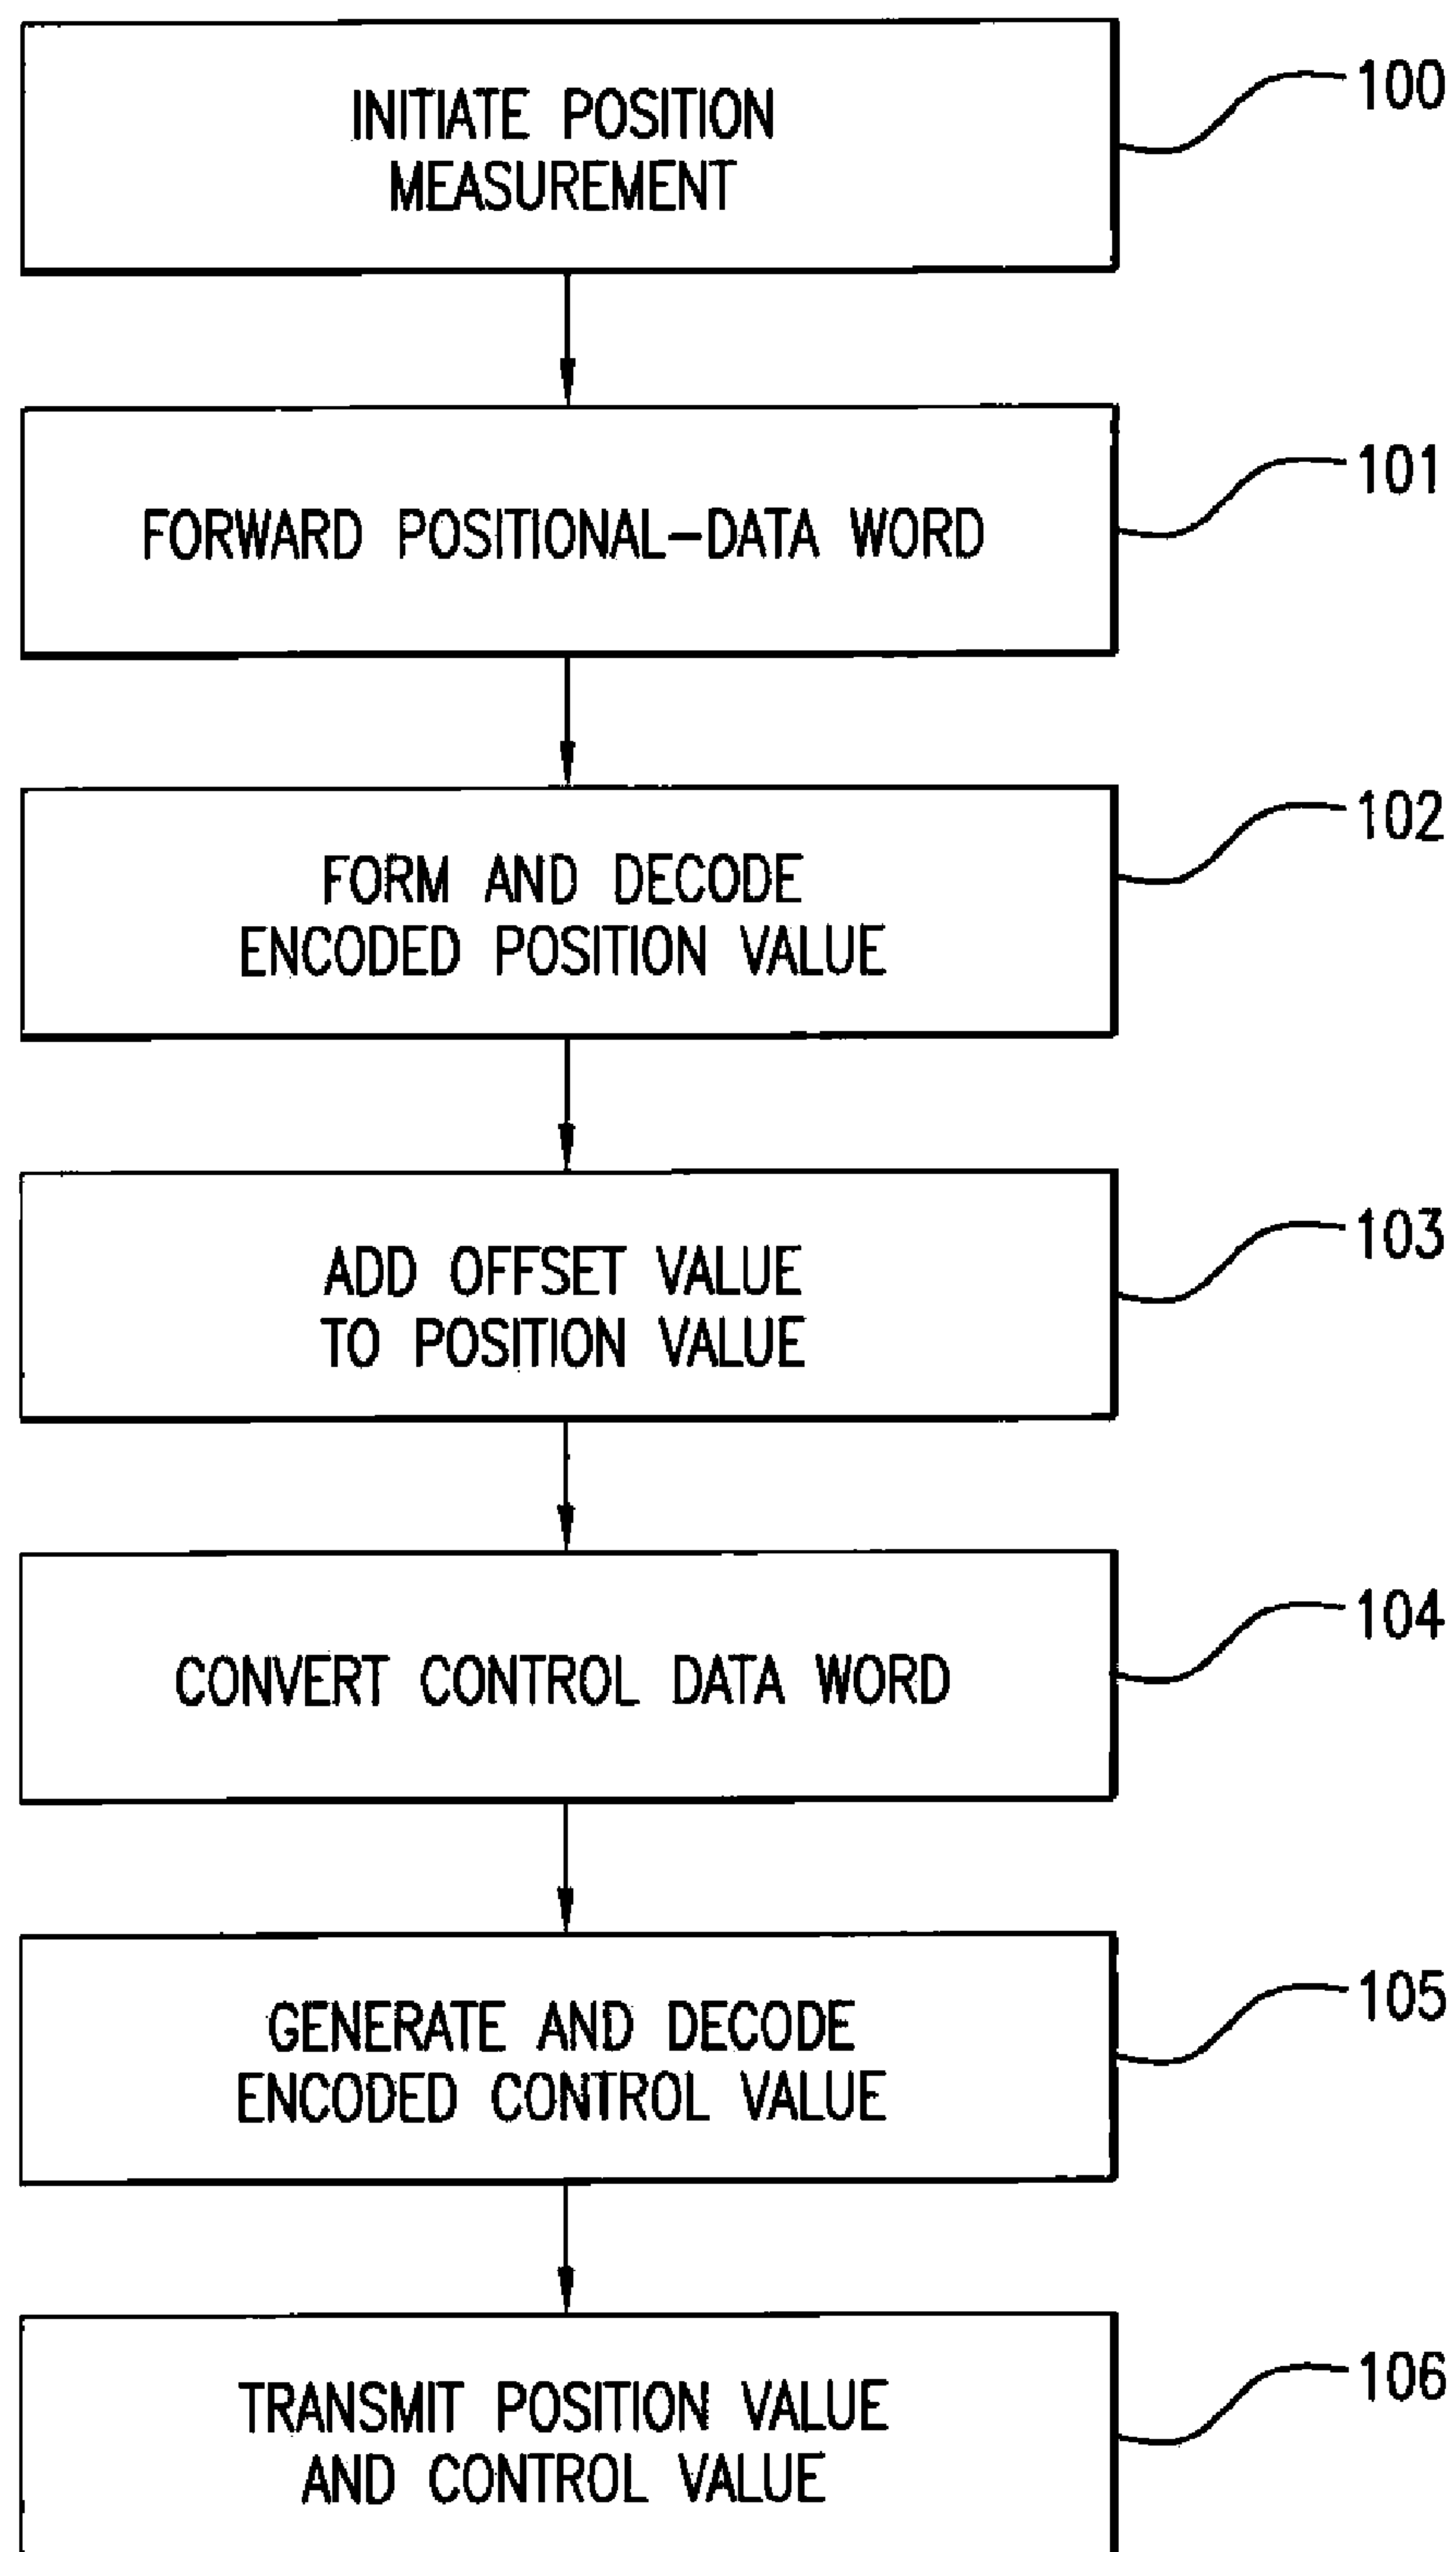 INITIATE POSITION
MEASUREMENT
100
FORWARD POSITIONAL-DATA WORD
101
FORM AND DECODE
ENCODED POSITION VALUE
102
ADD OFFSET VALUE
TO POSITION VALUE
103
CONVERT CONTROL DATA WORD
104
GENERATE AND DECODE
ENCODED CONTROL VALUE
105
TRANSMIT POSITION VALUE
AND CONTROL VALUE
106